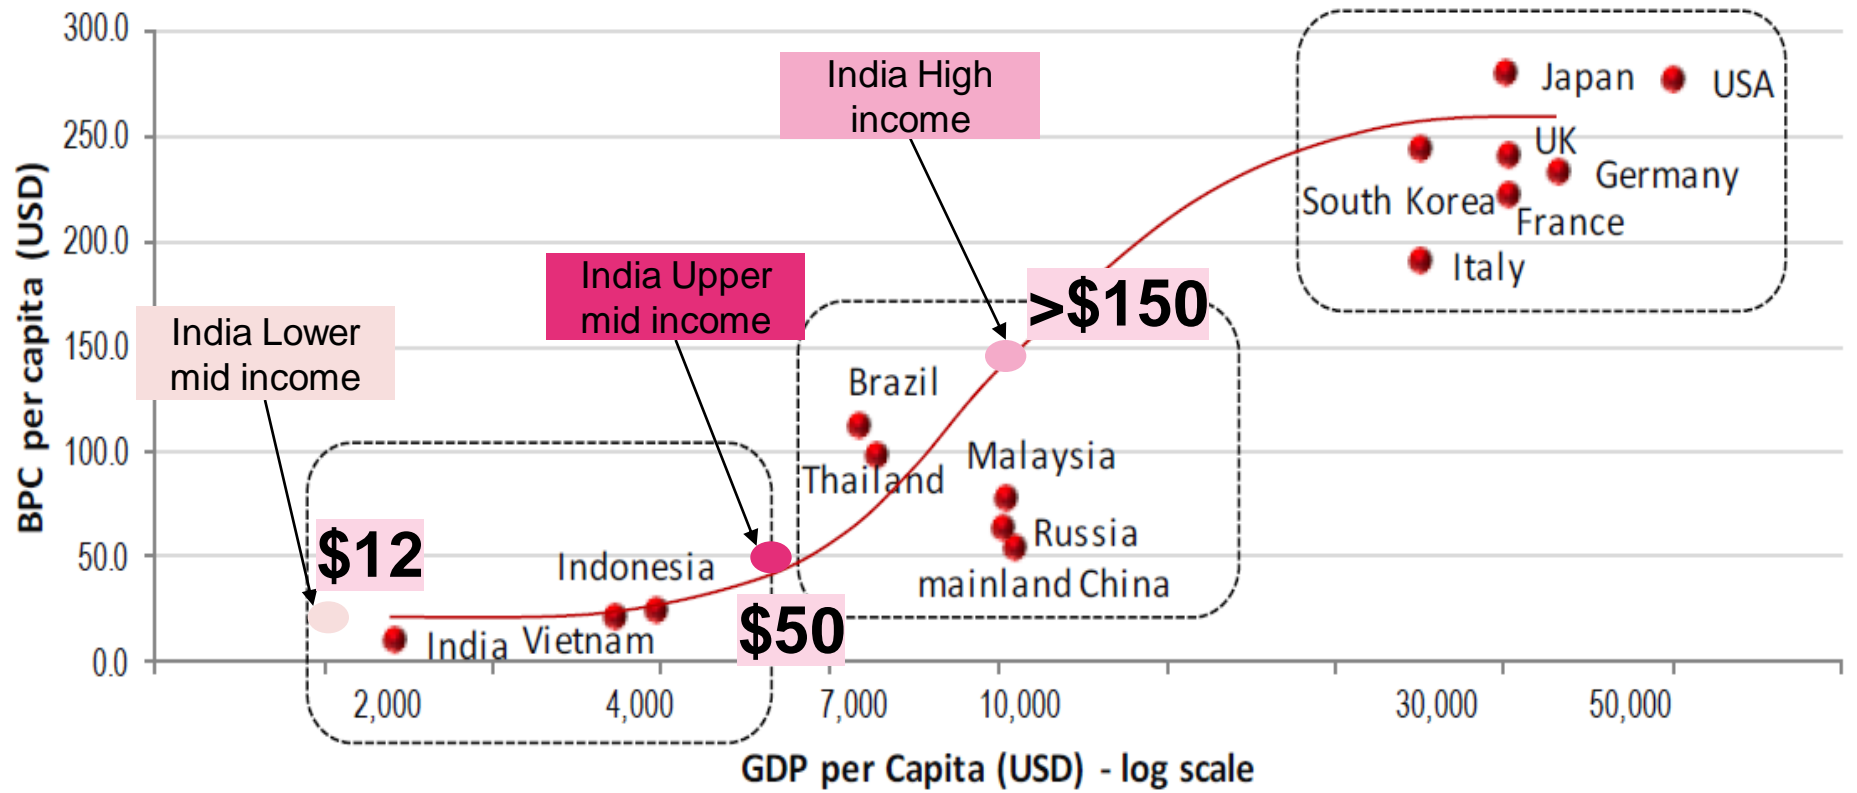 BPC per capita (USD)
300.0
250.0
200.0
150.0
100.0
50.0
0.0
India High
income
India Upper
mid income
India Lower
mid income
$12
$50
>$150
Japan
USA
UK
Germany
South Korea
France
Italy
Brazil
Thailand
Malaysia
Russia
mainland China
Indonesia
India
Vietnam
2,000
4,000
7,000
10,000
30,000
50,000
GDP per Capita (USD) - log scale